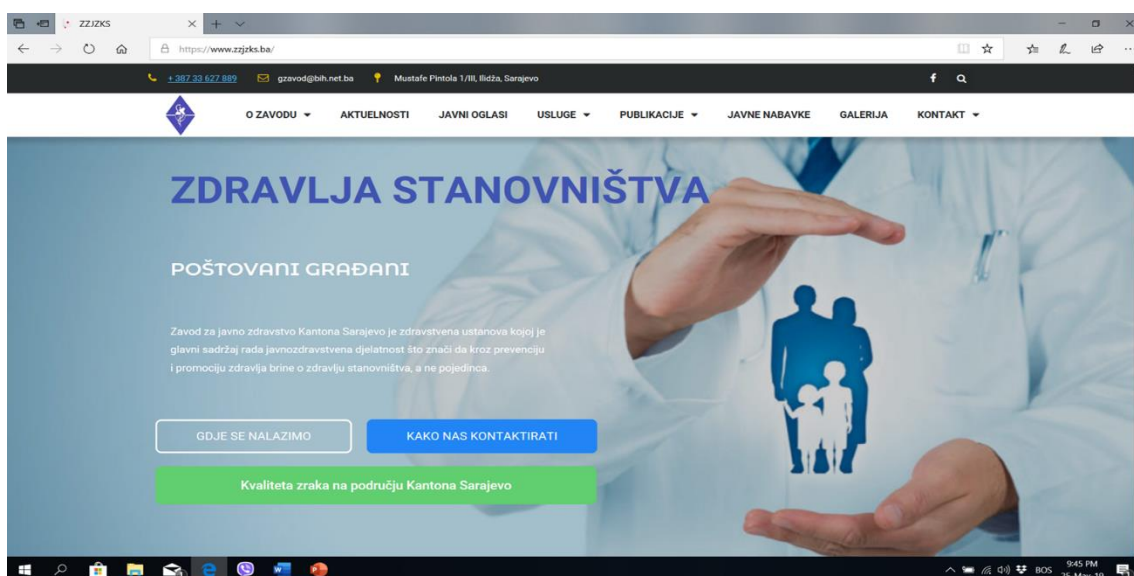 ZZJZKS
https://www.zzjzks.ba/
+ 387 33 627 889 gzavod@bih.net.ba Mustafe Pintola 1/III, Ilidža, Sarajevo
O ZAVODU AKTUELNOSTI JAVNI OGLASI USLUGE PUBLIKACIJE JAVNE NABAVKE GALERIJA KONTAKT
ZDRAVLJA STANOVNIŠTVA
POŠTOVANI GRAĐANI
Zavod za javno zdravstvo Kantona Sarajevo je zdravstvena ustanova kojoj je
glavni sadržaj rada javnozdravstvena djelatnost što znači da kroz prevenciju
i promociju zdravlja brine o zdravlju stanovništva, a ne pojedinca.
GDJE SE NALAZIMO KAKO NAS KONTAKTIRATI
Kvaliteta zraka na području Kantona Sarajevo
BOS 9:45 PM